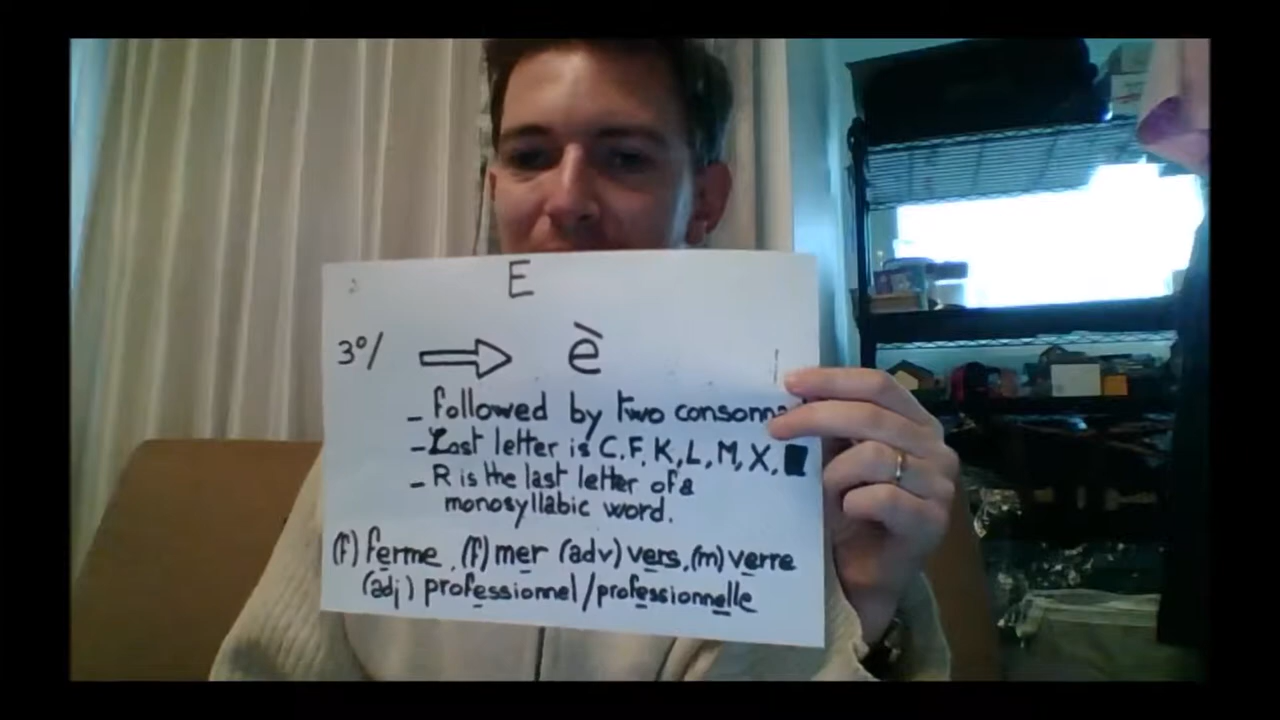 E
3°/ ⇒ è
- followed by two consonna
- Last letter is C, F, K, L, M, X,
- R is the last letter of a
monosyllabic word.
(f) ferme, (f) mer (adv) vers, (m) verre
(adj) professionnel/professionnelle